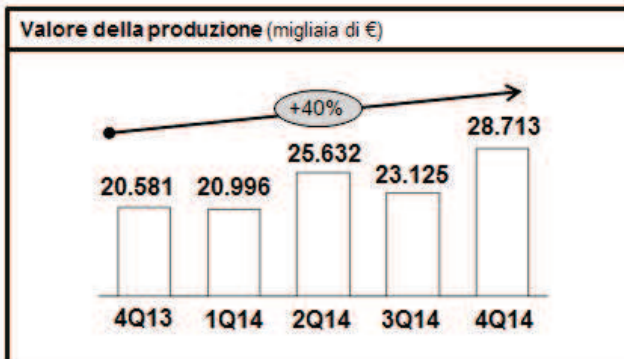 Valore della produzione (migliaia di €)
+40%
28.713
25.632
23.125
20.581 20.996
4Q13 1Q14 2Q14 3Q14 4Q14